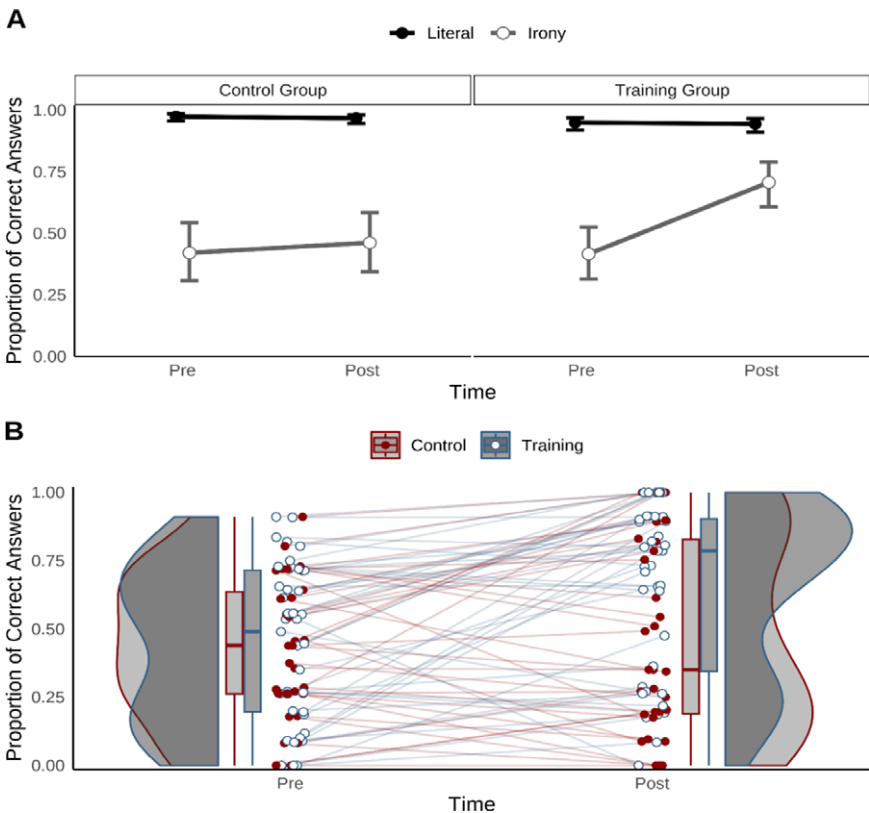 A
Literal Irony
Control Group Training Group
Proportion of Correct Answers
1.00
0.75
0.50
0.25
0.00
Pre Post Pre Post
Time
B
Control Training
Proportion of Correct Answers
1.00
0.75
0.50
0.25
0.00
Pre Post
Time